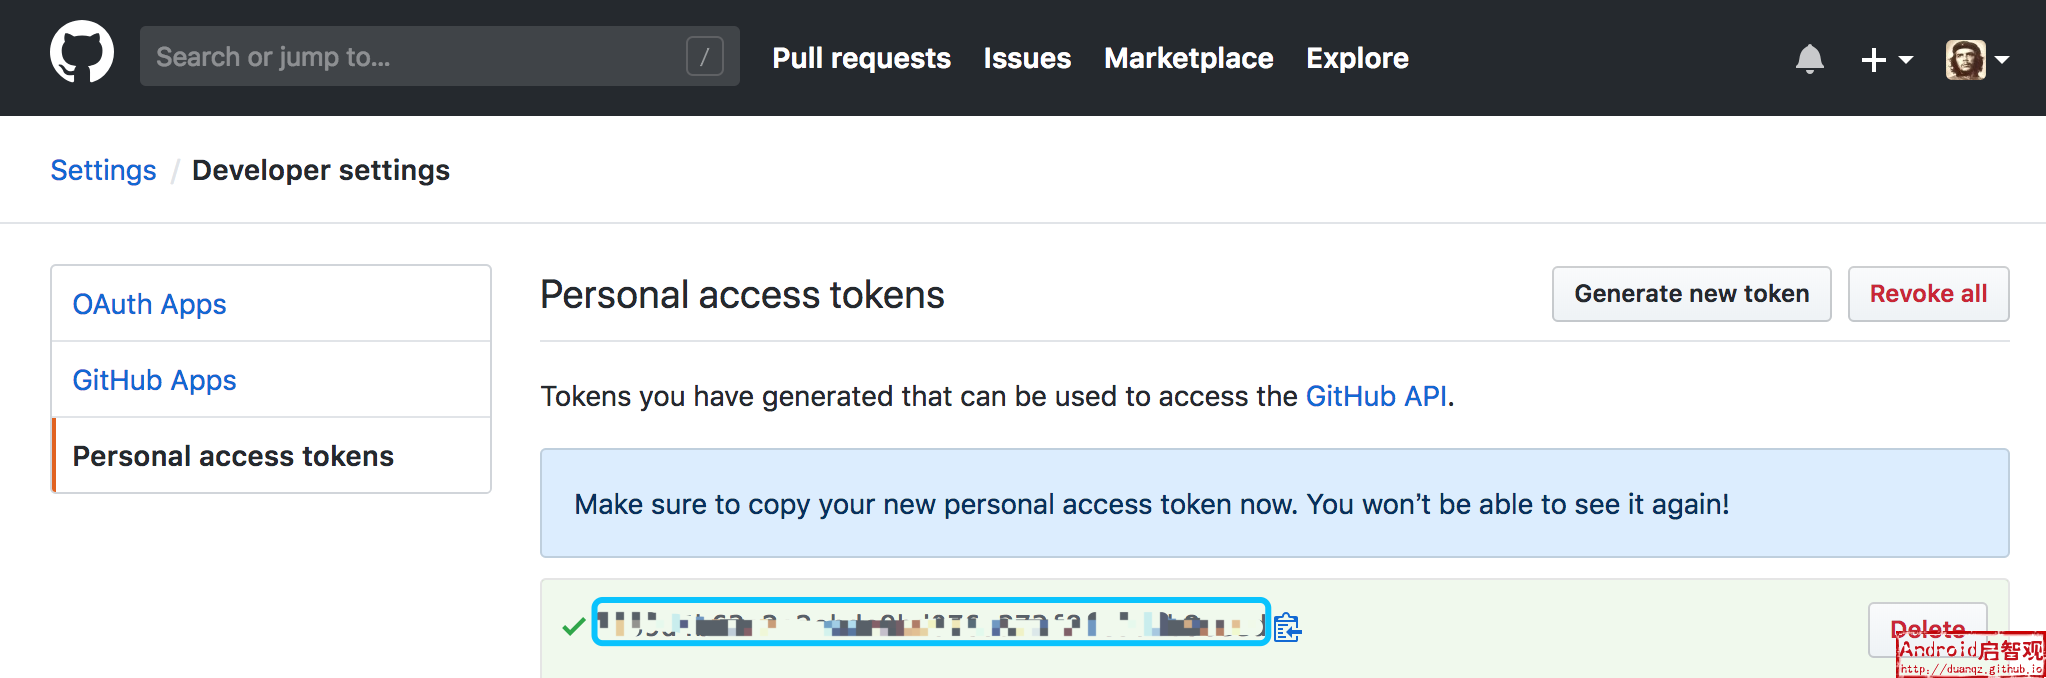 Search or jump to... /
Pull requests Issues Marketplace Explore
Settings / Developer settings
OAuth Apps
GitHub Apps
Personal access tokens
Personal access tokens
Generate new token
Revoke all
Tokens you have generated that can be used to access the GitHub API.
Make sure to copy your new personal access token now. You won’t be able to see it again!
Delete
Android启智观
http://duanqz.github.io